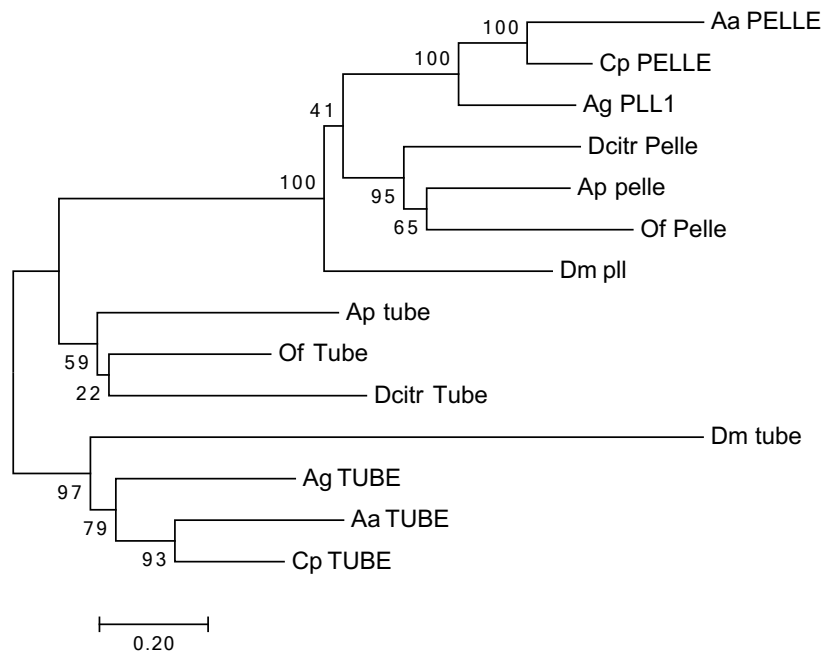 Aa PELLE
100
Cp PELLE
100
Ag PLL1
41
Dcitr Pelle
100
95
Ap pelle
65
Of Pelle
Dm pll
Ap tube
59
Of Tube
22
Dcitr Tube
Dm tube
97
Ag TUBE
79
Aa TUBE
93
Cp TUBE
0.20